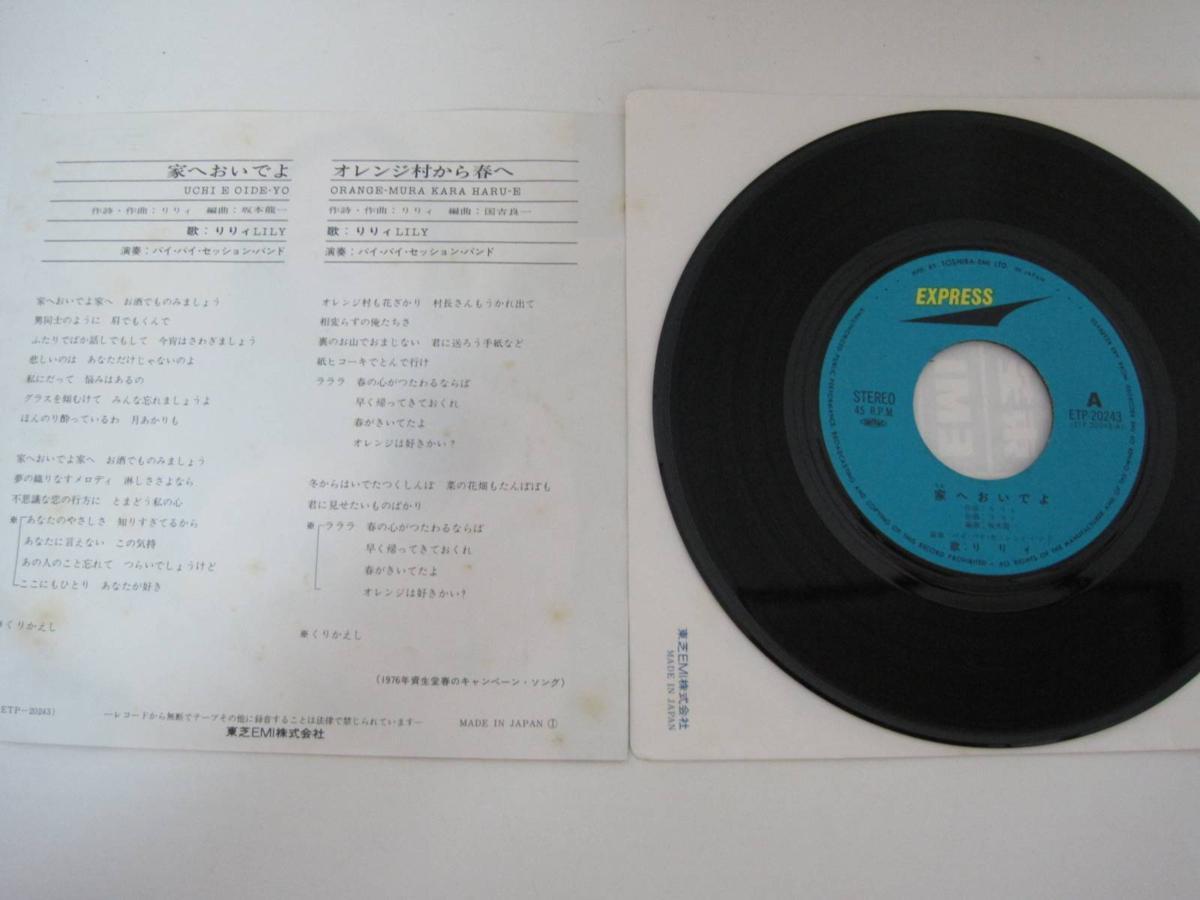 家へおいでよ
UCHI E OIDE-YO
作詩・作曲：りりィ 編曲：坂本龍一
歌：りりィLILY
演奏：バイ・バイ・セッション・バンド
家へおいでよ家へ お酒でものみましょう
男同士のように 肩でもくんで
ふたりでばか話でもして 今宵はさわぎましょう
悲しいのは あなただけじゃないのよ
私にだって 悩みはあるの
グラスを傾むけて みんな忘れましょうよ
ほんのり酔っているわ 月あかりも
家へおいでよ家へ お酒でものみましょう
夢の織りなすメロディ 淋しささよなら
不思議な恋の行方に とまどう私の心
※あなたのやさしさ 知りすぎてるから
あなたに言えない この気持
あの人のこと忘れて つらいでしょうけど
ここにもひとり あなたが好き
※くりかえし
オレンジ村から春へ
ORANGE-MURA KARA HARU-E
作詩・作曲：りりィ 編曲：国吉良一
歌：りりィLILY
演奏：バイ・バイ・セッション・バンド
オレンジ村も花ざかり 村長さんもうかれ出て
相変らずの俺たちさ
裏のお山でおまじない 君に送ろう手紙など
紙ヒコーキでとんで行け
ラララ 春の心がつたわるならば
早く帰ってきておくれ
春がきいてたよ
オレンジは好きかい？
冬からはいでたつくしんぼ 菜の花畑もたんぽぽも
君に見せたいものばかり
※ラララ 春の心がつたわるならば
早く帰ってきておくれ
春がきいてたよ
オレンジは好きかい？
※くりかえし
(1976年資生堂春のキャンペーン・ソング)
ETP-20243)
—レコードから無断でテープその他に録音することは法律で禁じられています—
MADE IN JAPAN ①
東芝EMI株式会社
東芝EMI株式会社
MADE IN JAPAN
MFD. BY TOSHIBA-EMI LTD. IN JAPAN
EXPRESS
STEREO
45 R.P.M.
A
ETP-20243
家へおいでよ
歌：りりィ